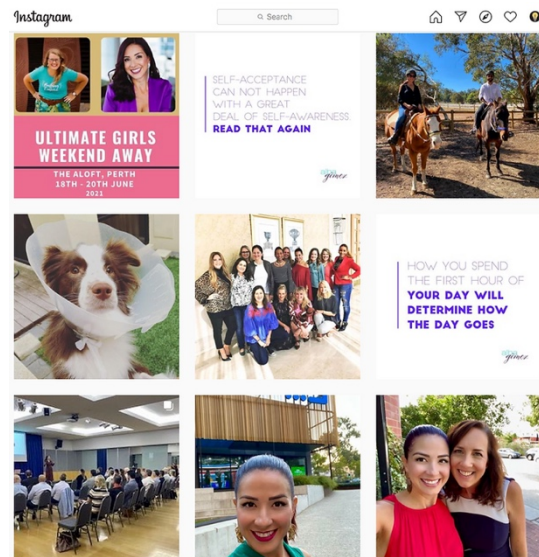 Instagram
Search
ULTIMATE GIRLS
WEEKEND AWAY
THE ALOFT, PERTH
18TH - 20TH JUNE
2021
SELF-ACCEPTANCE
CAN NOT HAPPEN
WITH A GREAT
DEAL OF SELF-AWARENESS.
READ THAT AGAIN
gómez
HOW YOU SPEND
THE FIRST HOUR OF
YOUR DAY WILL
DETERMINE HOW
THE DAY GOES
gómez